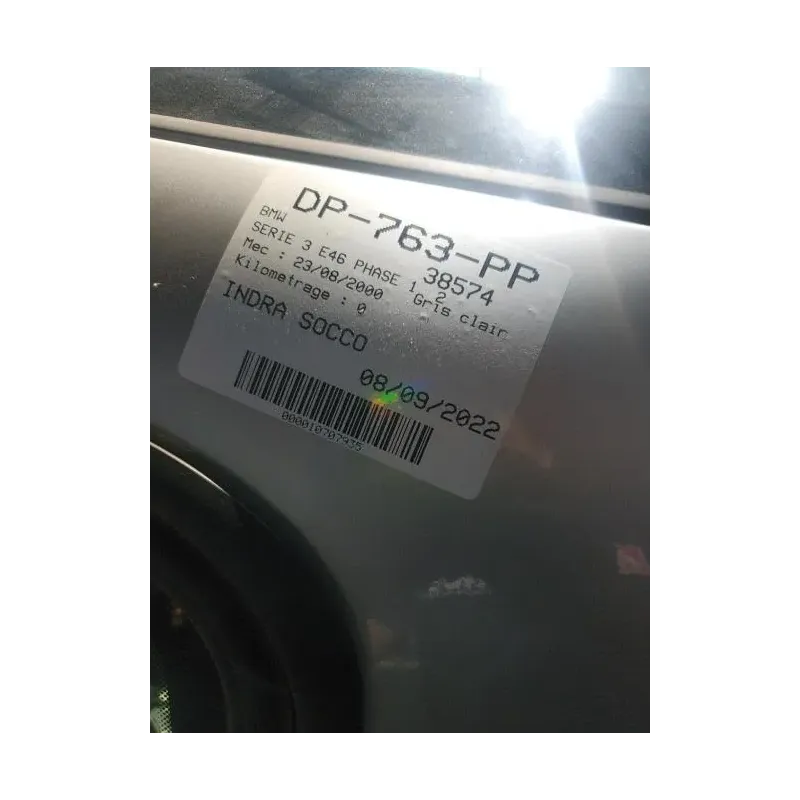 DP-763-PP
BMW 38574
SERIE 3 E46 PHASE 1 2
Mec : 23/08/2000 Gris clair
Kilometrage : 0
INDRA SOCCO
08/09/2022
000010707935